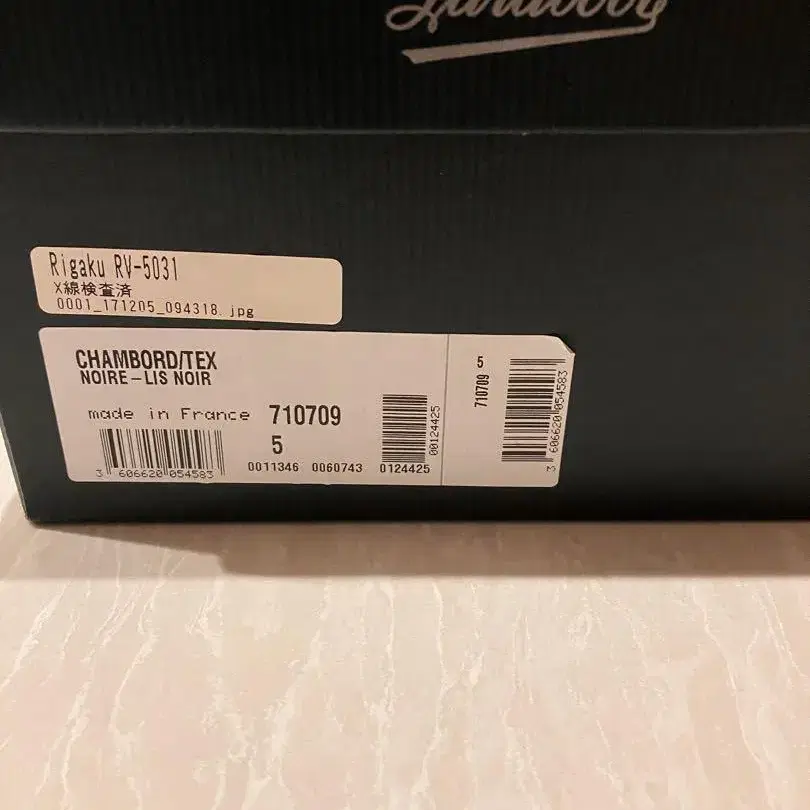 Rigaku RV-5031
X線検査済
0001_171205_094318.jpg
CHAMBORD/TEX
NOIRE-LIS NOIR
made in France 710709
5
3 606620 054583
0011346 0060743 0124425
00124425
5
710709
3 606620 054583